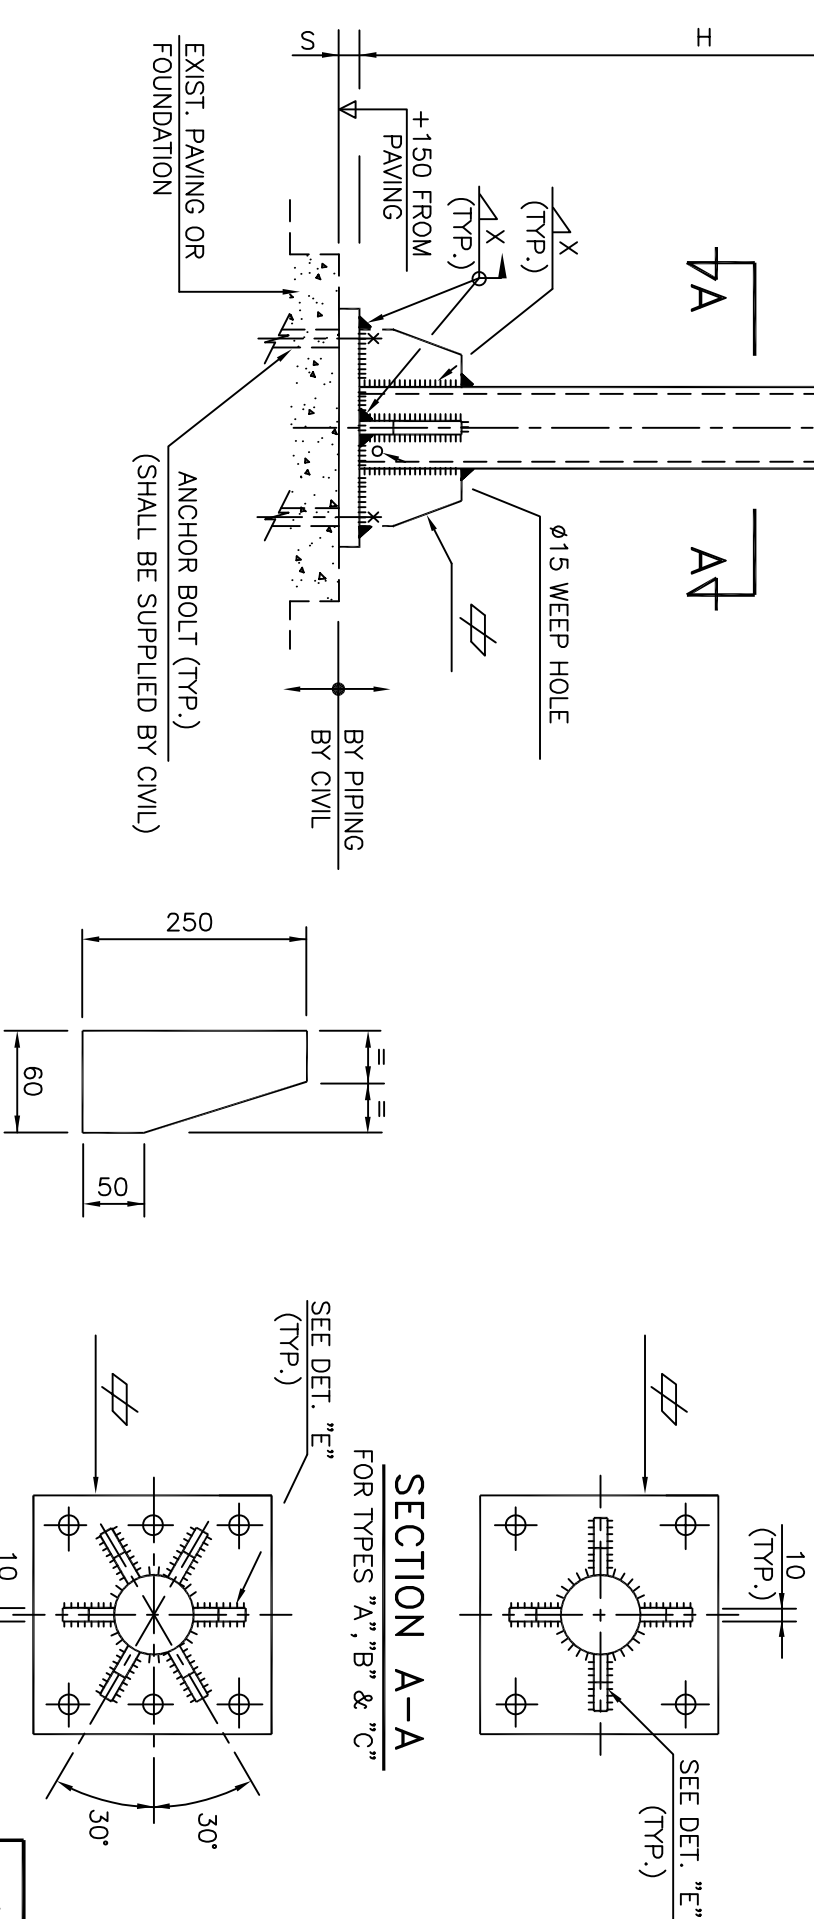 H
S
+150 FROM
PAVING
EXIST. PAVING OR
FOUNDATION
X
(TYP.)
X
(TYP.)
A
A
Ø15 WEEP HOLE
ANCHOR BOLT (TYP.)
(SHALL BE SUPPLIED BY CIVIL)
BY PIPING
BY CIVIL
250
60
50
=
=
10
(TYP.)
SEE DET. "E"
(TYP.)
SECTION A-A
FOR TYPES "A","B" & "C"
SEE DET. "E"
(TYP.)
10
30°
30°